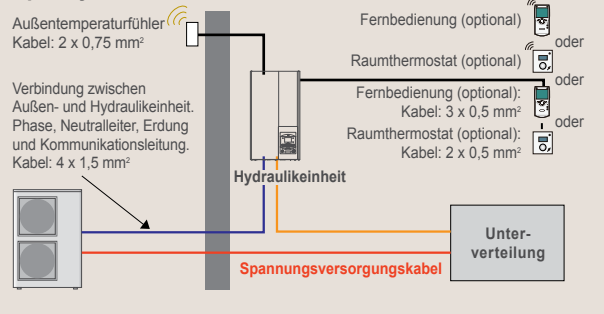 Außentemperaturfühler
Kabel: 2 x 0,75 mm²
Fernbedienung (optional)
oder
Raumthermostat (optional)
oder
Verbindung zwischen
Außen- und Hydraulikeinheit.
Phase, Neutralleiter, Erdung
und Kommunikationsleitung.
Kabel: 4 x 1,5 mm²
Fernbedienung (optional):
Kabel: 3 x 0,5 mm²
oder
Raumthermostat (optional):
Kabel: 2 x 0,5 mm²
Hydraulikeinheit
Unter-
verteilung
Spannungsversorgungskabel